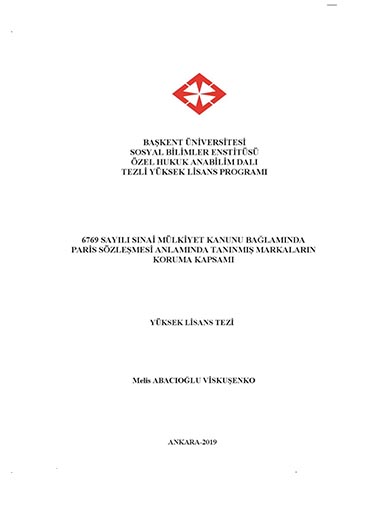 BAŞKENT ÜNİVERSİTESİ
SOSYAL BİLİMLER ENSTİTÜSÜ
ÖZEL HUKUK ANABİLİM DALI
TEZLİ YÜKSEK LİSANS PROGRAMI
6769 SAYILI SINAİ MÜLKİYET KANUNU BAĞLAMINDA
PARİS SÖZLEŞMESİ ANLAMINDA TANINMIŞ MARKALARIN
KORUMA KAPSAMI
YÜKSEK LİSANS TEZİ
Melis ABACIOĞLU VİSKUŞENKO
ANKARA-2019